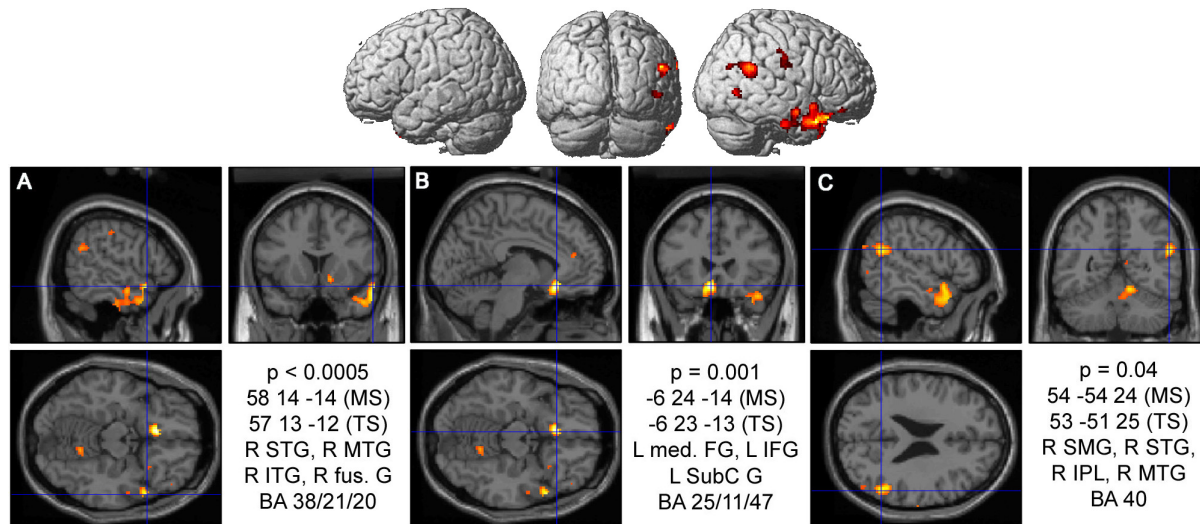 A
B
C
p < 0.0005
58 14 -14 (MS)
57 13 -12 (TS)
R STG, R MTG
R ITG, R fus. G
BA 38/21/20
p = 0.001
-6 24 -14 (MS)
-6 23 -13 (TS)
L med. FG, L IFG
L SubC G
BA 25/11/47
p = 0.04
54 -54 24 (MS)
53 -51 25 (TS)
R SMG, R STG,
R IPL, R MTG
BA 40